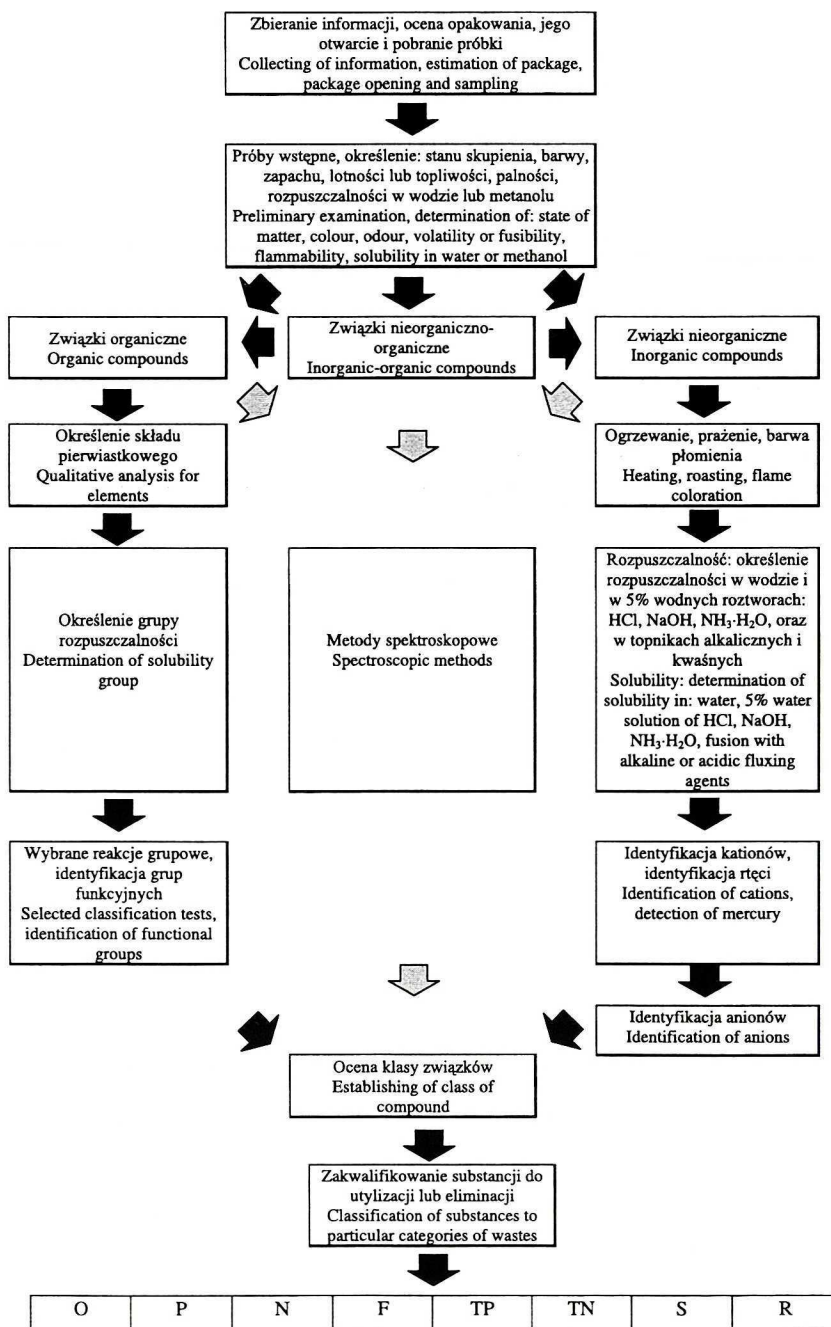 Zbieranie informacji, ocena opakowania, jego
otwarcie i pobranie próbki
Collecting of information, estimation of package,
package opening and sampling
Próby wstępne, określenie: stanu skupienia, barwy,
zapachu, lotności lub topliwości, palności,
rozpuszczalności w wodzie lub metanolu
Preliminary examination, determination of: state of
matter, colour, odour, volatility or fusibility,
flammability, solubility in water or methanol
Związki organiczne
Organic compounds
Związki nieorganiczno-
organiczne
Inorganic-organic compounds
Związki nieorganiczne
Inorganic compounds
Określenie składu
pierwiastkowego
Qualitative analysis for
elements
Ogrzewanie, prażenie, barwa
płomienia
Heating, roasting, flame
coloration
Określenie grupy
rozpuszczalności
Determination of solubility
group
Metody spektroskopowe
Spectroscopic methods
Rozpuszczalność: określenie
rozpuszczalności w wodzie i
w 5% wodnych roztworach:
HCl, NaOH, NH₃·H₂O, oraz
w topnikach alkalicznych i
kwaśnych
Solubility: determination of
solubility in: water, 5% water
solution of HCl, NaOH,
NH₃·H₂O, fusion with
alkaline or acidic fluxing
agents
Wybrane reakcje grupowe,
identyfikacja grup
funkcyjnych
Selected classification tests,
identification of functional
groups
Identyfikacja kationów,
identyfikacja rtęci
Identification of cations,
detection of mercury
Identyfikacja anionów
Identification of anions
Ocena klasy związków
Establishing of class of
compound
Zakwalifikowanie substancji do
utylizacji lub eliminacji
Classification of substances to
particular categories of wastes
O P N F TP TN S R